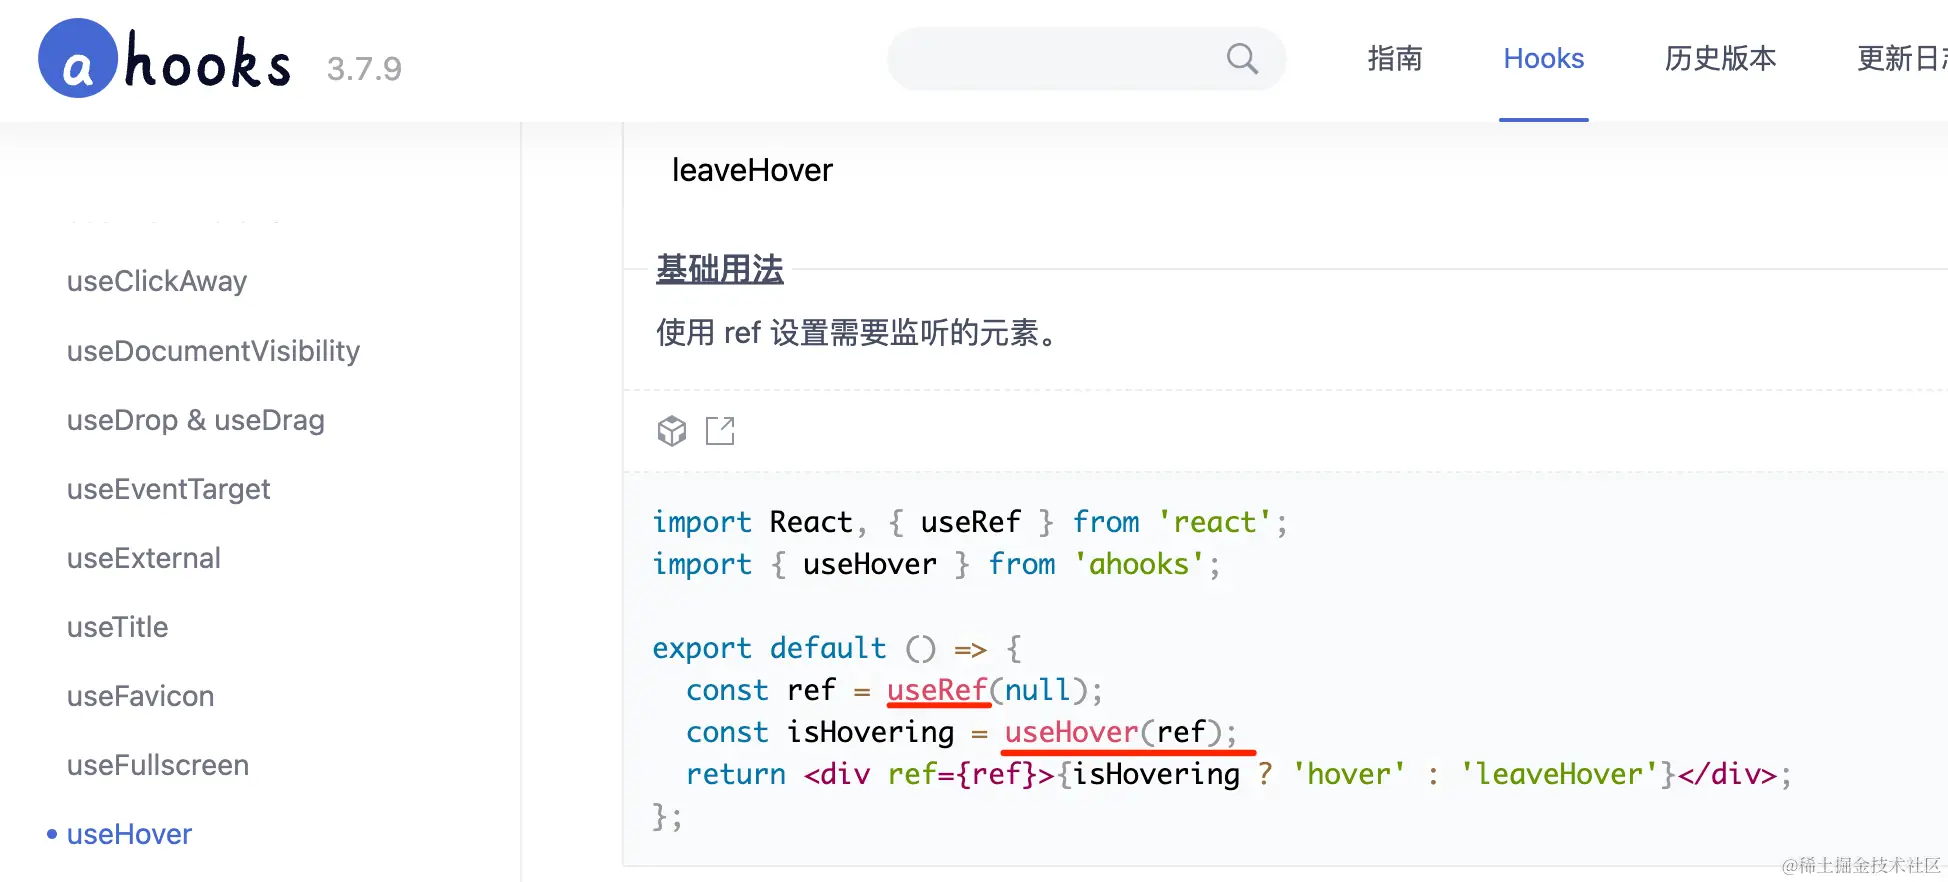 ahooks 3.7.9
指南 Hooks 历史版本 更新日志
useClickAway
useDocumentVisibility
useDrop & useDrag
useEventTarget
useExternal
useTitle
useFavicon
useFullscreen
useHover
leaveHover
基础用法
使用 ref 设置需要监听的元素。
import React, { useRef } from 'react';
import { useHover } from 'ahooks';
export default () => {
  const ref = useRef(null);
  const isHovering = useHover(ref);
  return <div ref={ref}>{isHovering ? 'hover' : 'leaveHover'}</div>;
};
@稀土掘金技术社区